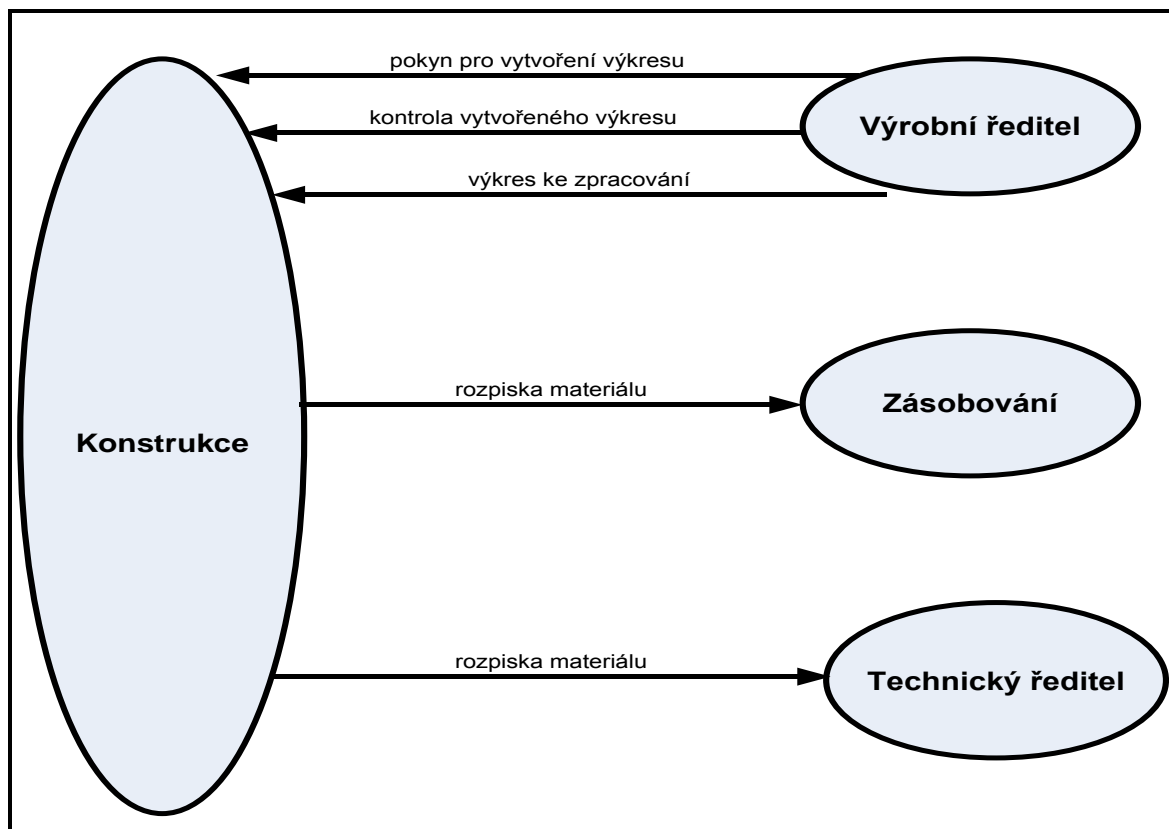 pokyn pro vytvoření výkresu
kontrola vytvořeného výkresu
Výrobní ředitel
výkres ke zpracování
rozpiska materiálu
Zásobování
Konstrukce
rozpiska materiálu
Technický ředitel